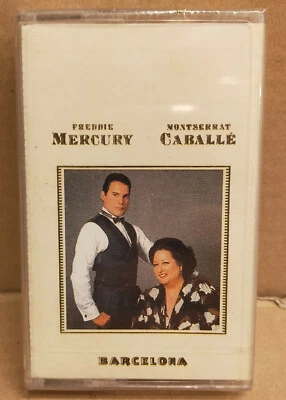 FREDDIE MONTSERRAT
MERCURY CABALLÉ
BARCELONA